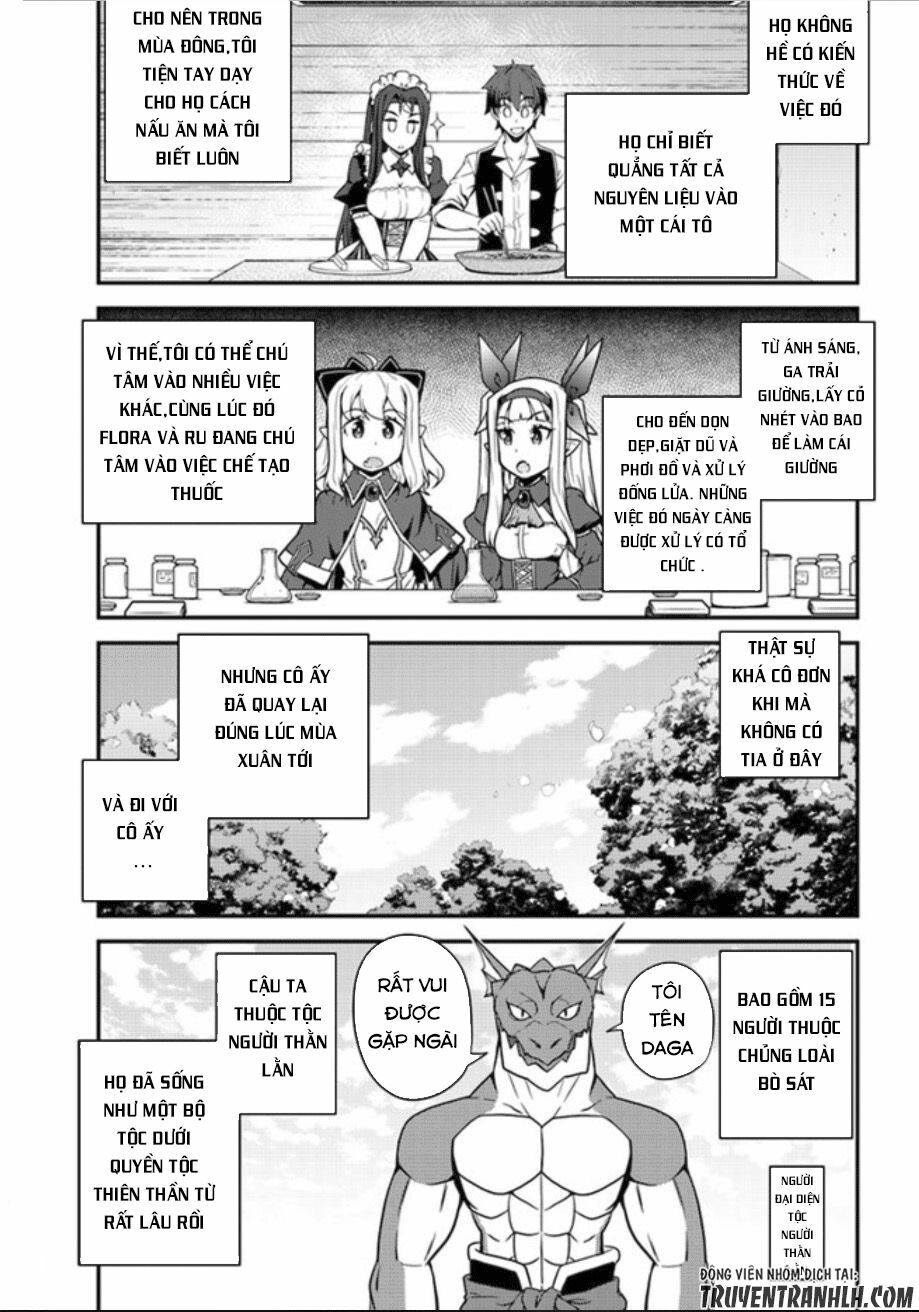 HỌ KHÔNG
HỀ CÓ KIẾN
THỨC VỀ
VIỆC ĐÓ
HỌ CHỈ BIẾT
QUẲNG TẤT CẢ
NGUYÊN LIỆU VÀO
MỘT CÁI TÔ
CHO NÊN TRONG
MÙA ĐÔNG,TÔI
TIỆN TAY DẠY
CHO HỌ CÁCH
NẤU ĂN MÀ TÔI
BIẾT LUÔN
TỪ ÁNH SÁNG,
GA TRẢI
GIƯỜNG,LẤY CỎ
NHÉT VÀO BAO
ĐỂ LÀM CÁI
GIƯỜNG
CHO ĐẾN DỌN
DẸP,GIẶT DŨ VÀ
PHƠI ĐỒ VÀ XỬ LÝ
ĐỐNG LỬA. NHỮNG
VIỆC ĐÓ NGÀY CÀNG
ĐƯỢC XỬ LÝ CÓ TỔ
CHỨC .
VÌ THẾ,TÔI CÓ THỂ CHÚ
TÂM VÀO NHIỀU VIỆC
KHÁC,CÙNG LÚC ĐÓ
FLORA VÀ RU ĐANG CHÚ
TÂM VÀO VIỆC CHẾ TẠO
THUỐC
THẬT SỰ
KHÁ CÔ ĐƠN
KHI MÀ
KHÔNG CÓ
TIA Ở ĐÂY
NHƯNG CÔ ẤY
ĐÃ QUAY LẠI
ĐÚNG LÚC MÙA
XUÂN TỚI
VÀ ĐI VỚI
CÔ ẤY
...
BAO GỒM 15
NGƯỜI THUỘC
CHỦNG LOÀI
BÒ SÁT
TÔI
TÊN
DAGA
RẤT VUI
ĐƯỢC
GẶP NGÀI
NGƯỜI
ĐẠI DIỆN
TỘC
NGƯỜI
THẰN
CẬU TA
THUỘC TỘC
NGƯỜI THẰN
LẰN
HỌ ĐÃ SỐNG
NHƯ MỘT BỘ
TỘC DƯỚI
QUYỀN TỘC
THIÊN THẦN TỪ
RẤT LÂU RỒI
ĐỘNG VIÊN NHÓM DỊCH TẠI:
TRUYENTRANHLH.COM